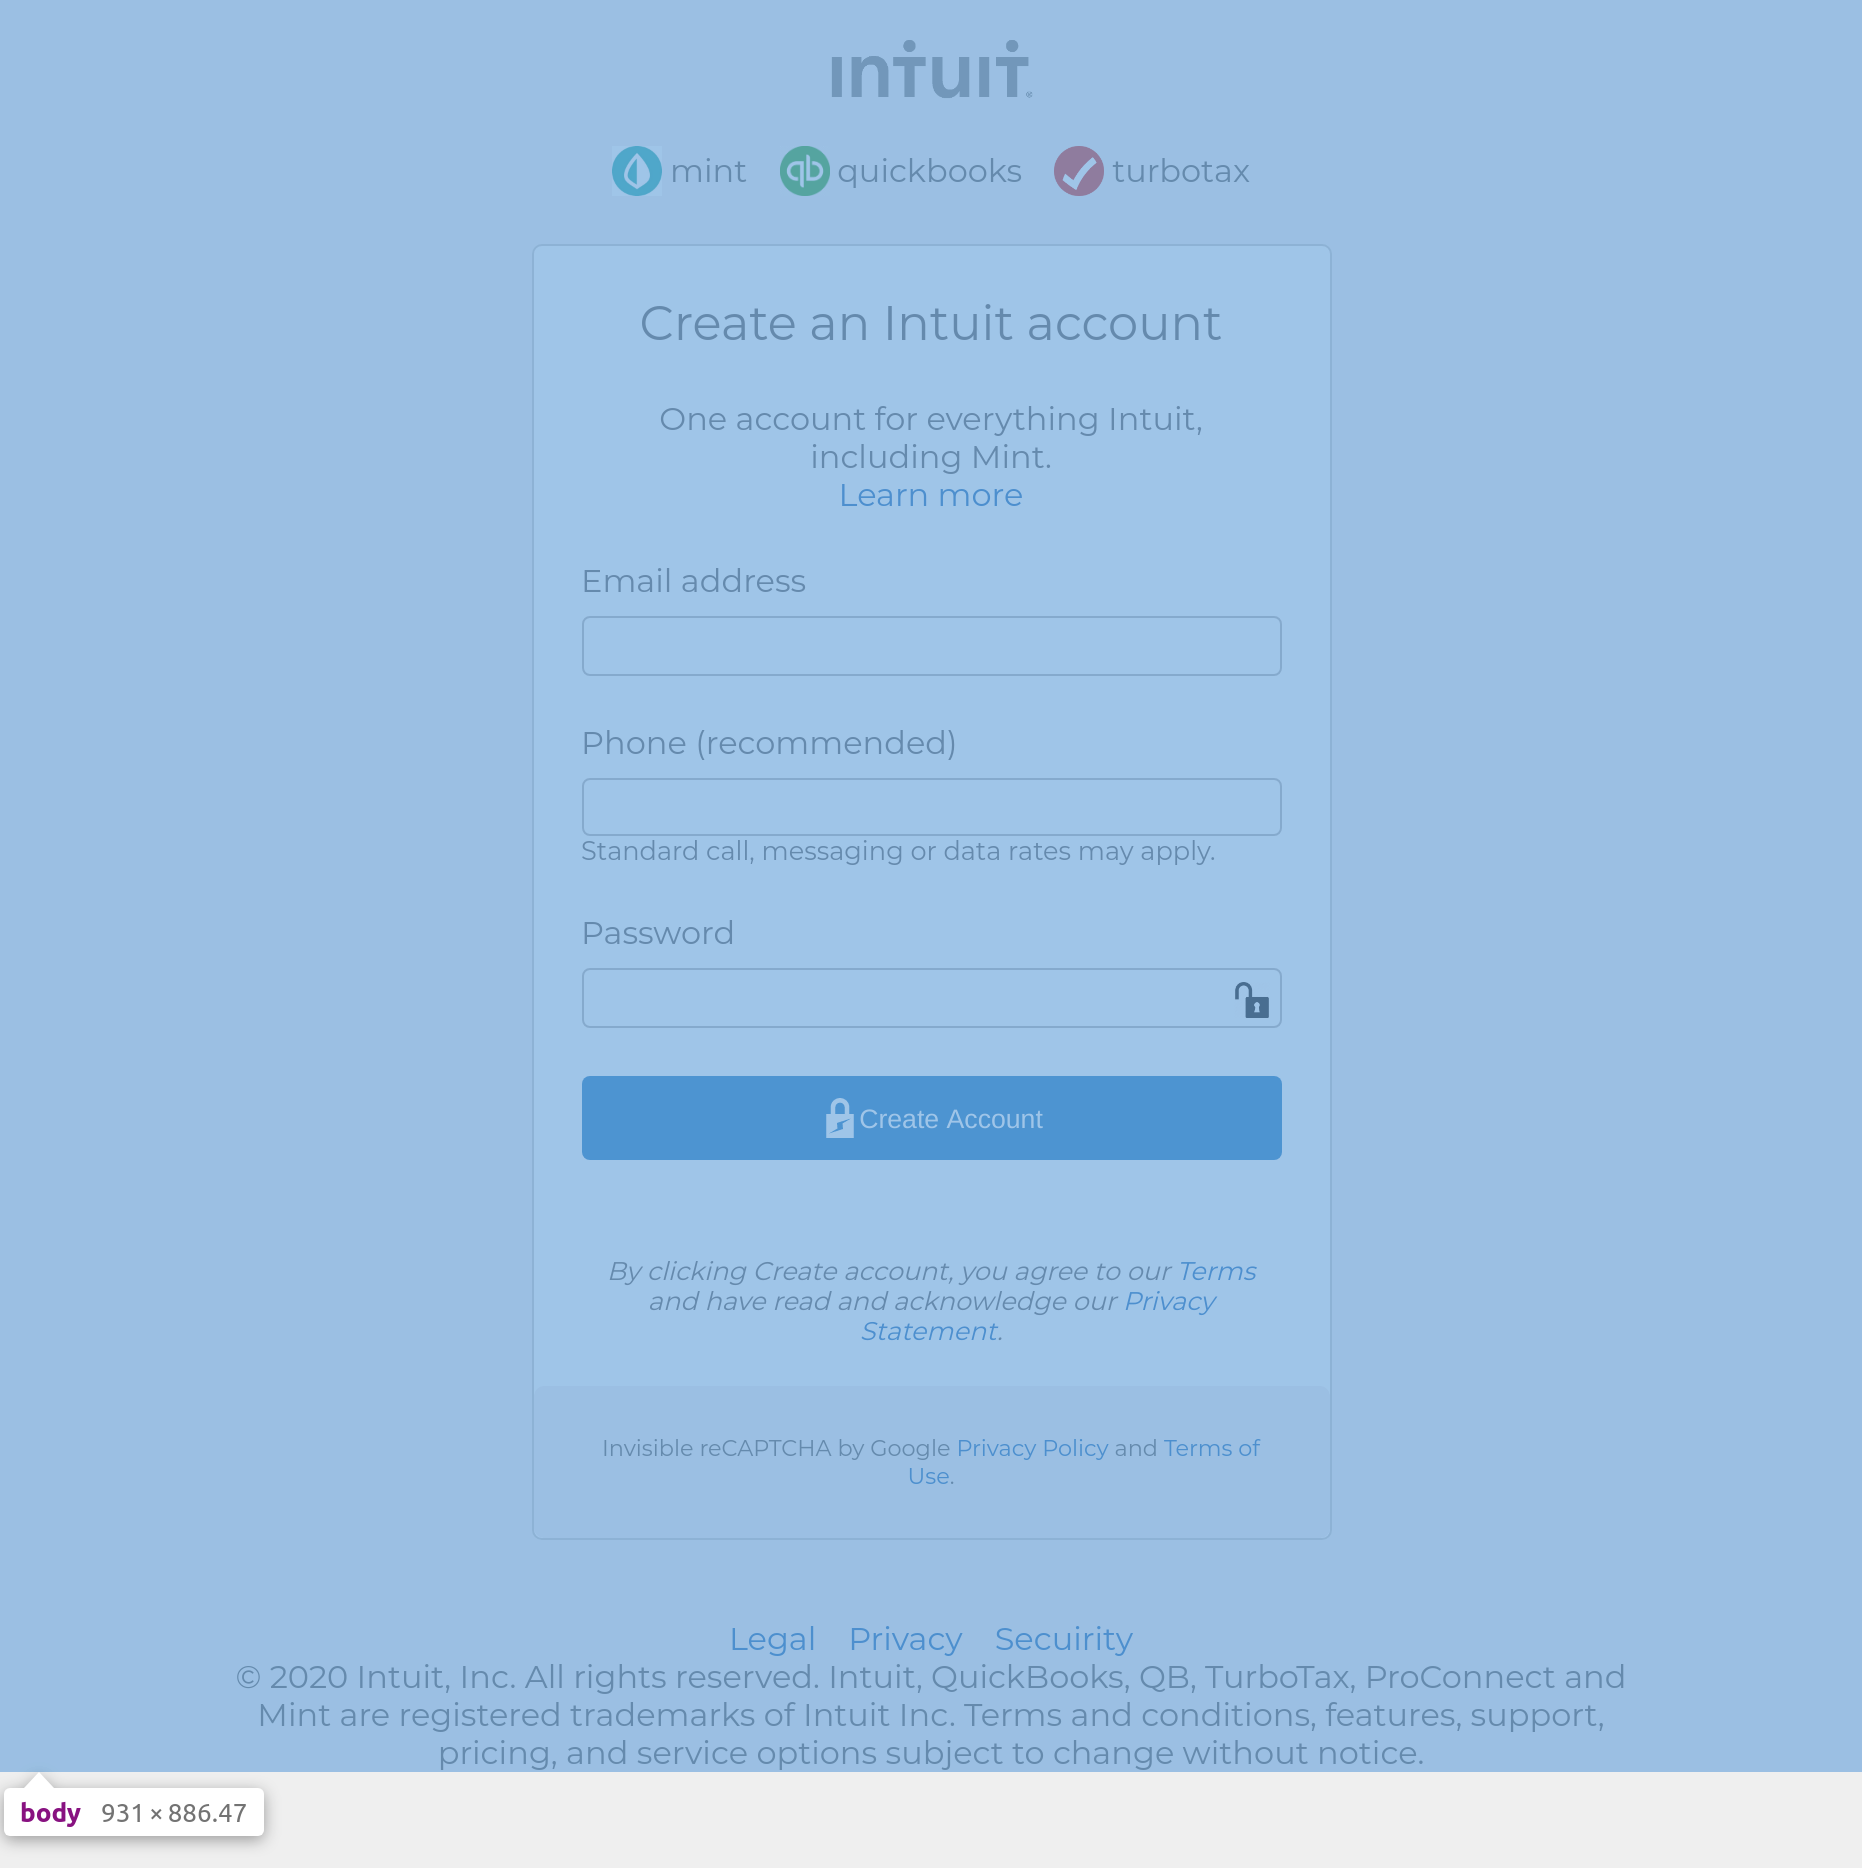 intuit
mint quickbooks turbotax
Create an Intuit account
One account for everything Intuit,
including Mint.
Learn more
Email address
Phone (recommended)
Standard call, messaging or data rates may apply.
Password
Create Account
By clicking Create account, you agree to our Terms
and have read and acknowledge our Privacy
Statement.
Invisible reCAPTCHA by Google Privacy Policy and Terms of
Use.
Legal Privacy Secuirity
© 2020 Intuit, Inc. All rights reserved. Intuit, QuickBooks, QB, TurboTax, ProConnect and
Mint are registered trademarks of Intuit Inc. Terms and conditions, features, support,
pricing, and service options subject to change without notice.
body 931 × 886.47